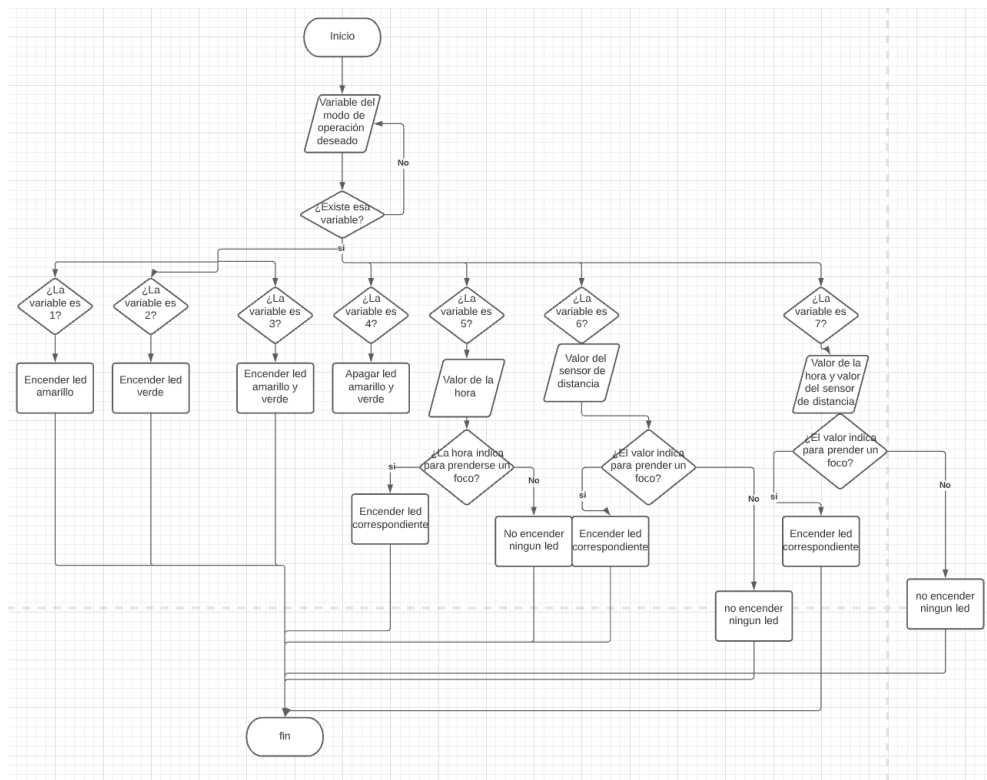 Inicio
Variable del
modo de
operación
deseado
No
¿Existe esa
variable?
si
¿La
variable es
1?
¿La
variable es
2?
¿La
variable es
3?
¿La
variable es
4?
¿La
variable es
5?
¿La
variable es
6?
¿La
variable es
7?
Encender led
amarillo
Encender led
verde
Encender led
amarillo y
verde
Apagar led
amarillo y
verde
Valor de la
hora
Valor del
sensor de
distancia
Valor de la
hora y valor
del sensor
de distancia
¿La hora indica
para prenderse un
foco?
si
No
¿El valor indica
para prender un
foco?
si
No
¿El valor indica
para prender un
foco?
si
No
Encender led
correspondiente
No encender
ningun led
Encender led
correspondiente
Encender led
correspondiente
no encender
ningun led
no encender
ningun led
fin